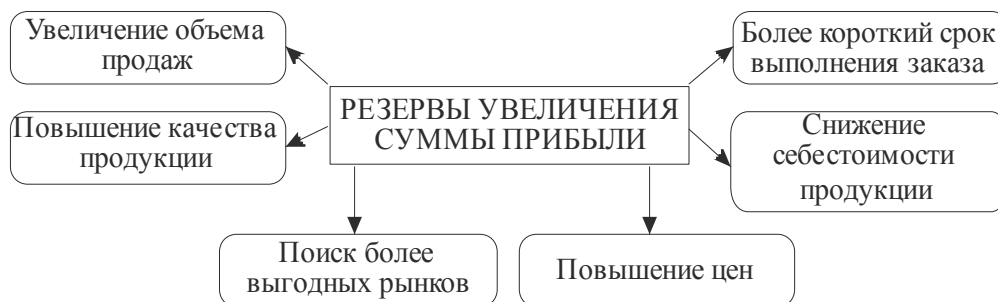 Увеличение объема
продаж
Более короткий срок
выполнения заказа
РЕЗЕРВЫ УВЕЛИЧЕНИЯ
СУММЫ ПРИБЫЛИ
Повышение качества
продукции
Снижение
себестоимости
продукции
Поиск более
выгодных рынков
Повышение цен